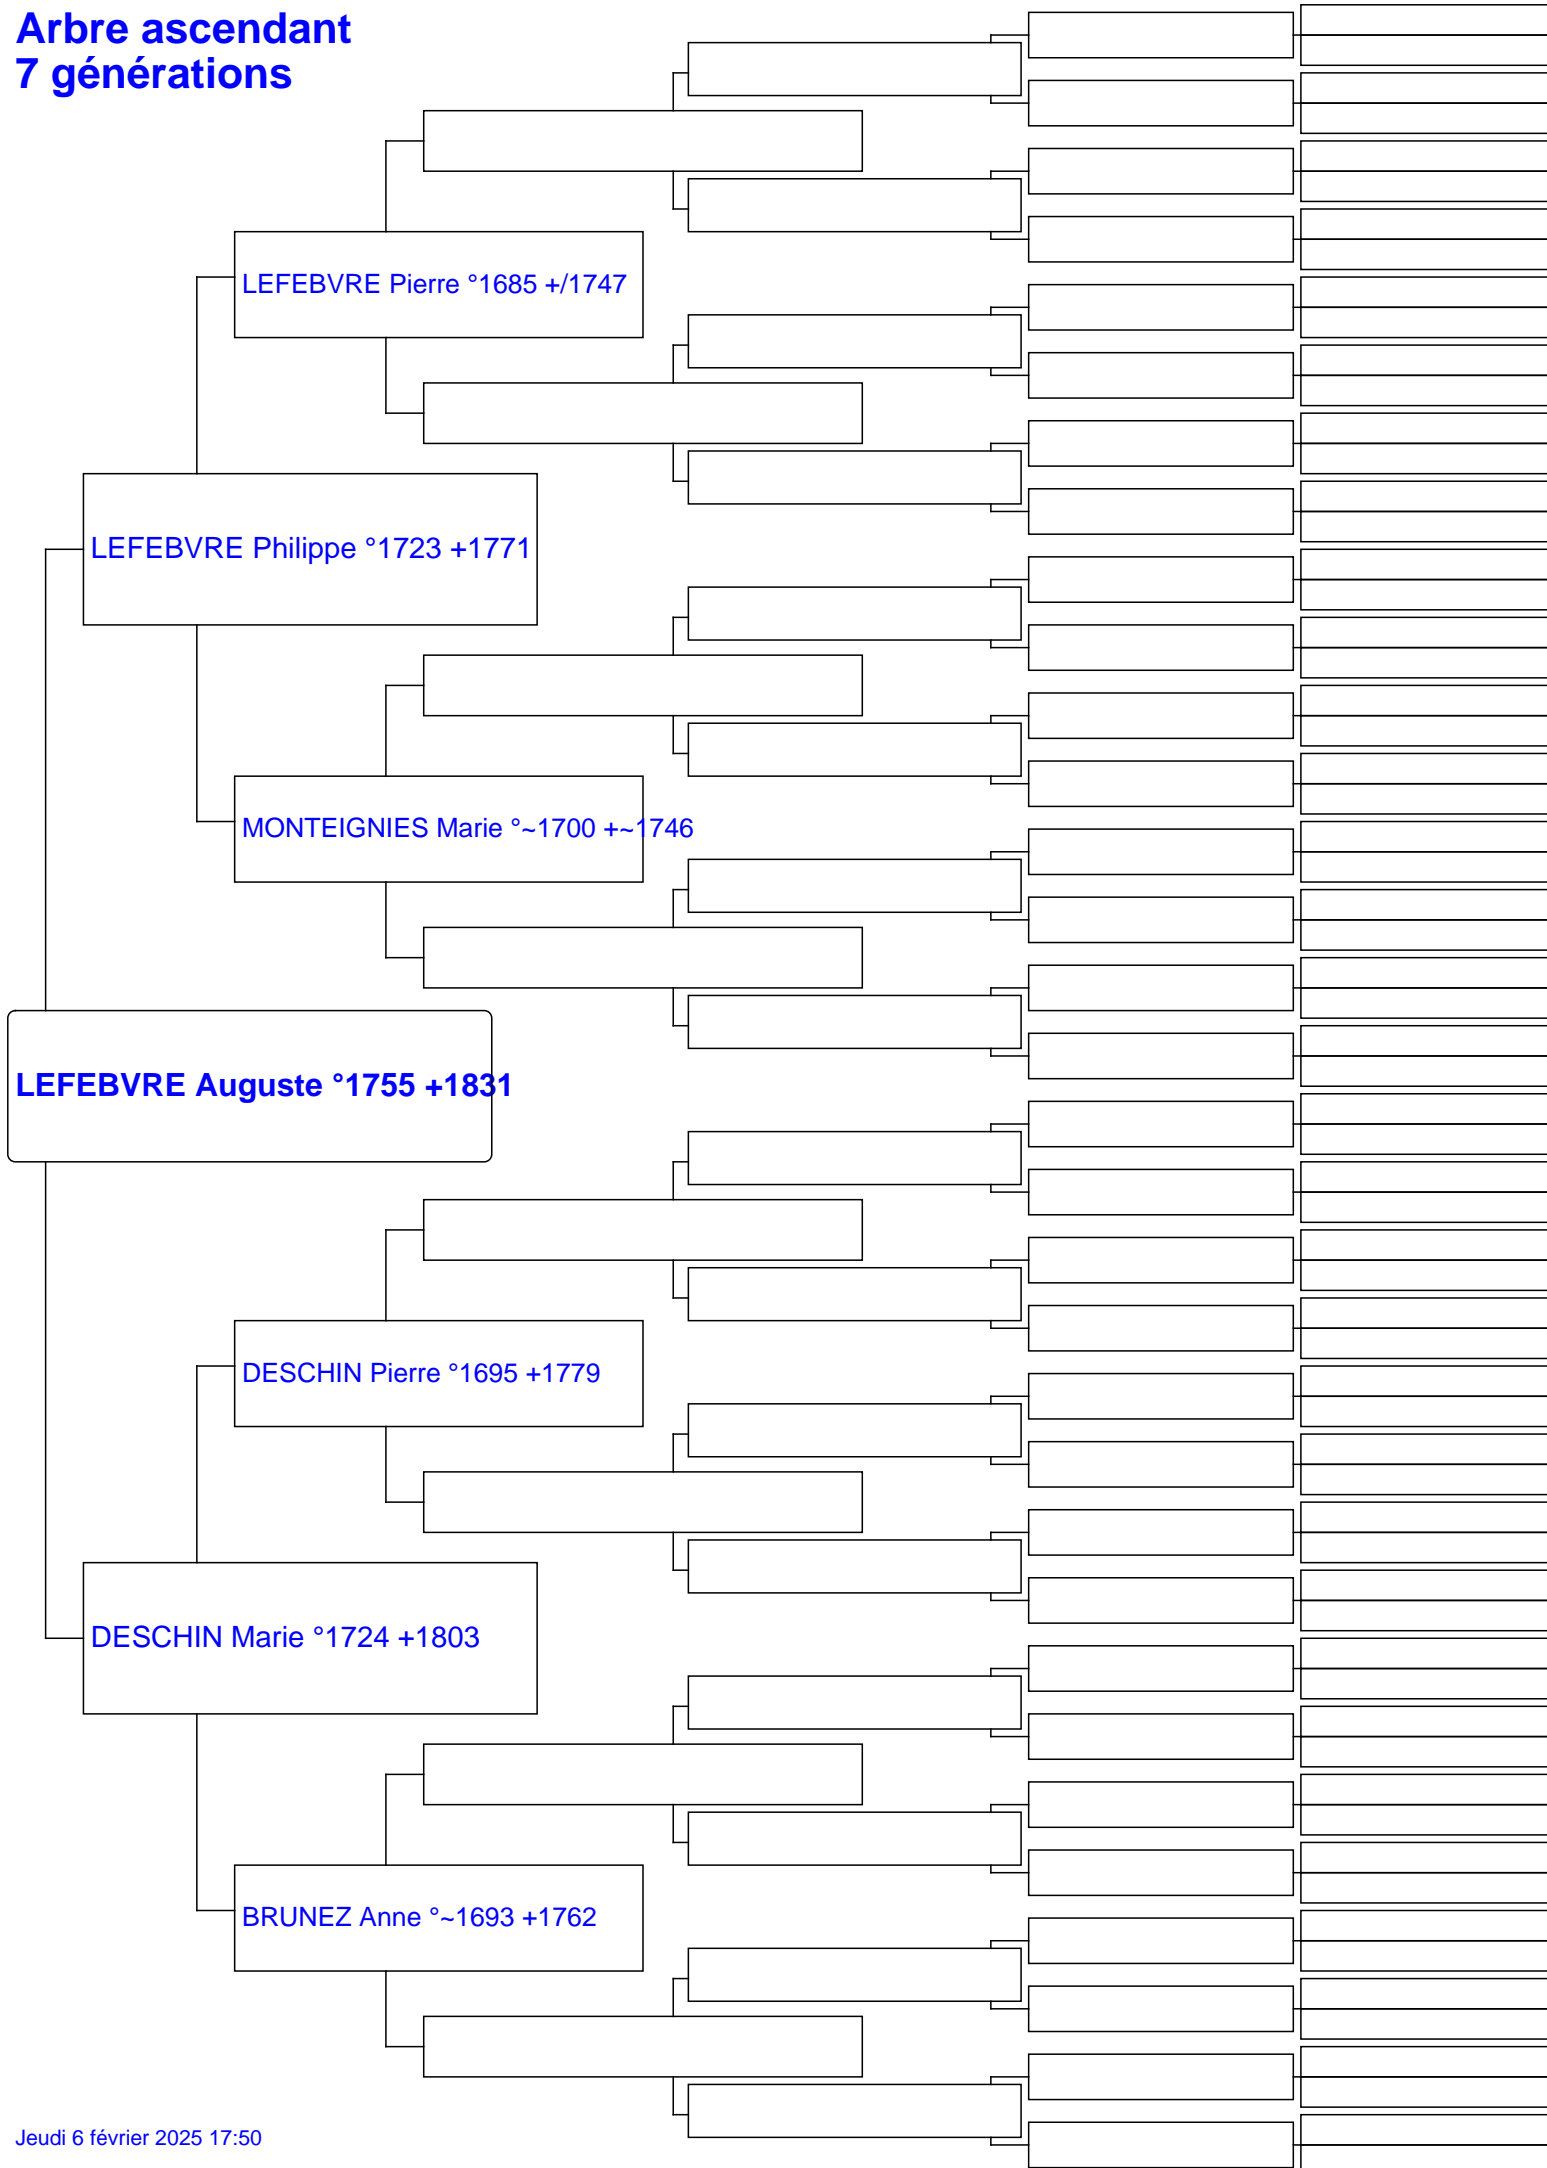 Arbre ascendant
7 générations
LEFEBVRE Pierre °1685 +/1747
LEFEBVRE Philippe °1723 +1771
MONTEIGNIES Marie °~1700 +~1746
LEFEBVRE Auguste °1755 +1831
DESCHIN Pierre °1695 +1779
DESCHIN Marie °1724 +1803
BRUNEZ Anne °~1693 +1762
Jeudi 6 février 2025 17:50